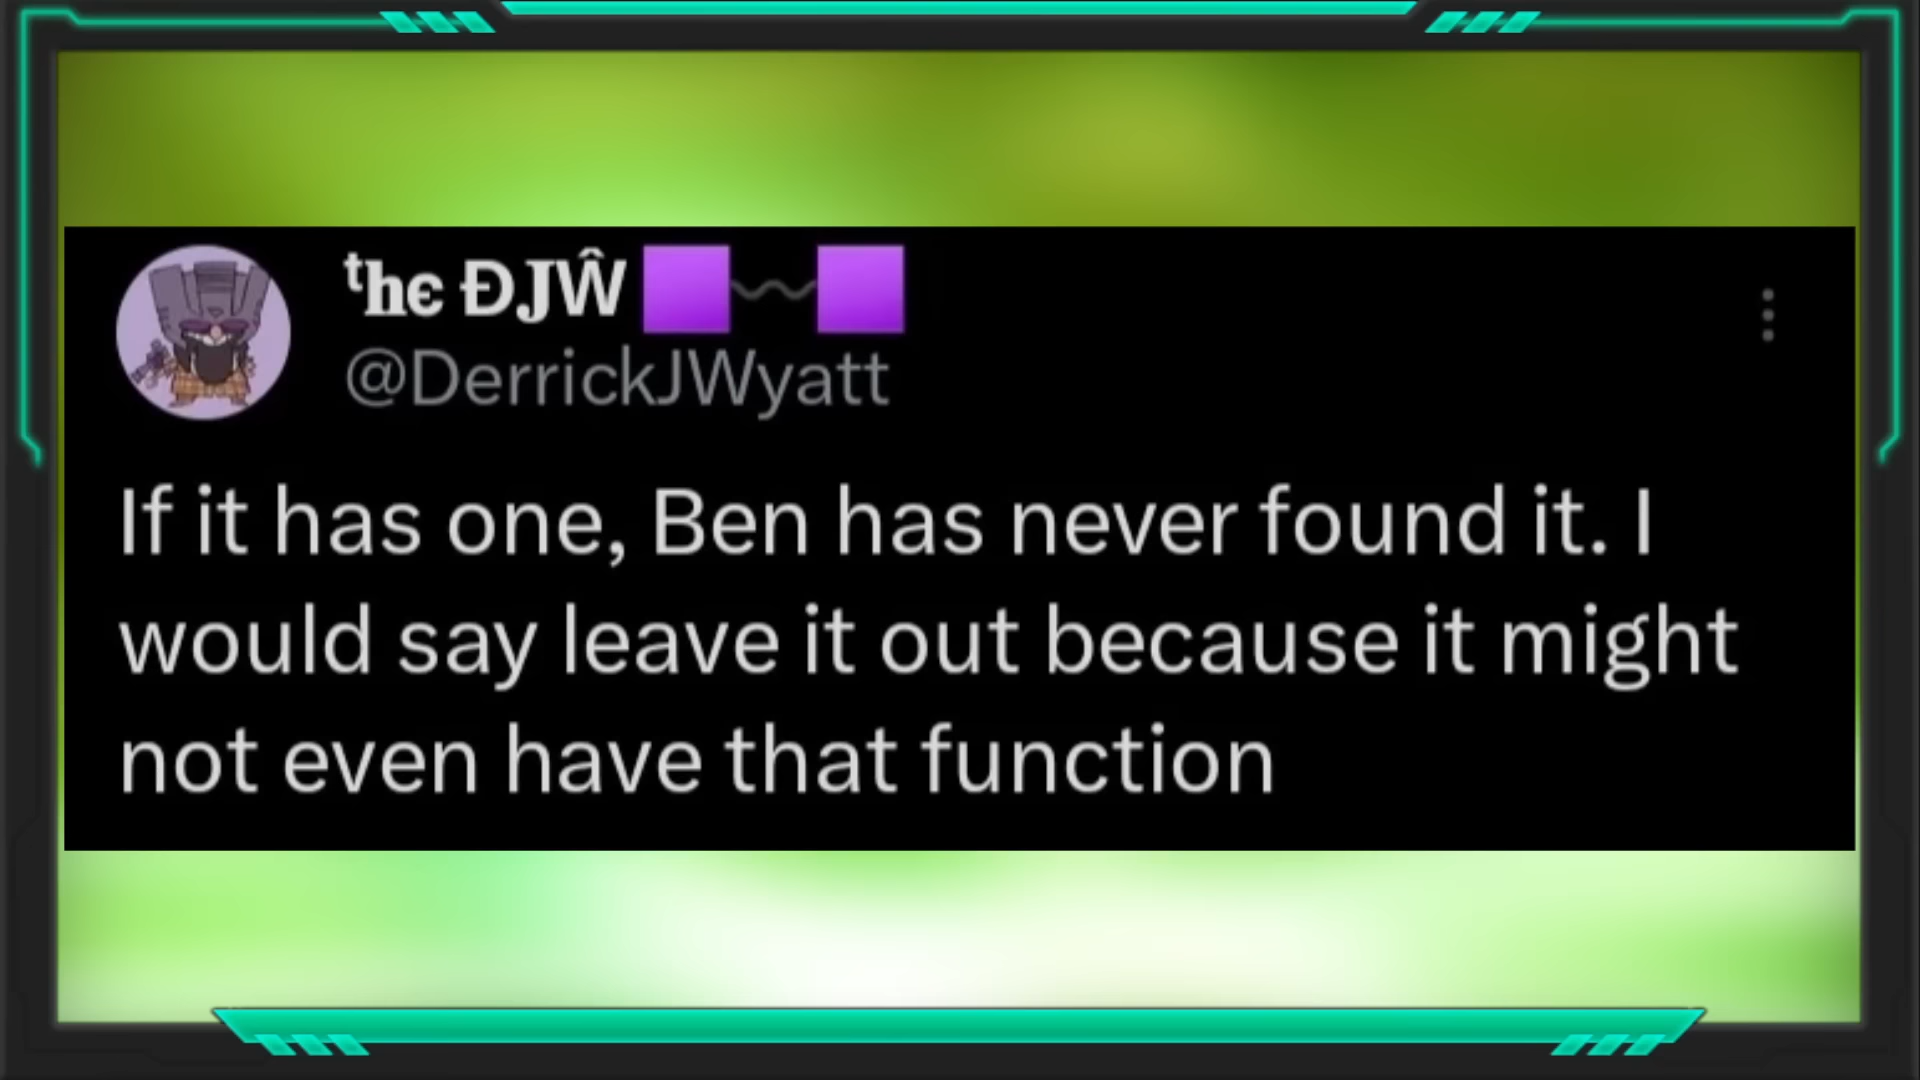 ᵗhє ĐJŴ 🟪〰🟪
@DerrickJWyatt
If it has one, Ben has never found it. I
would say leave it out because it might
not even have that function